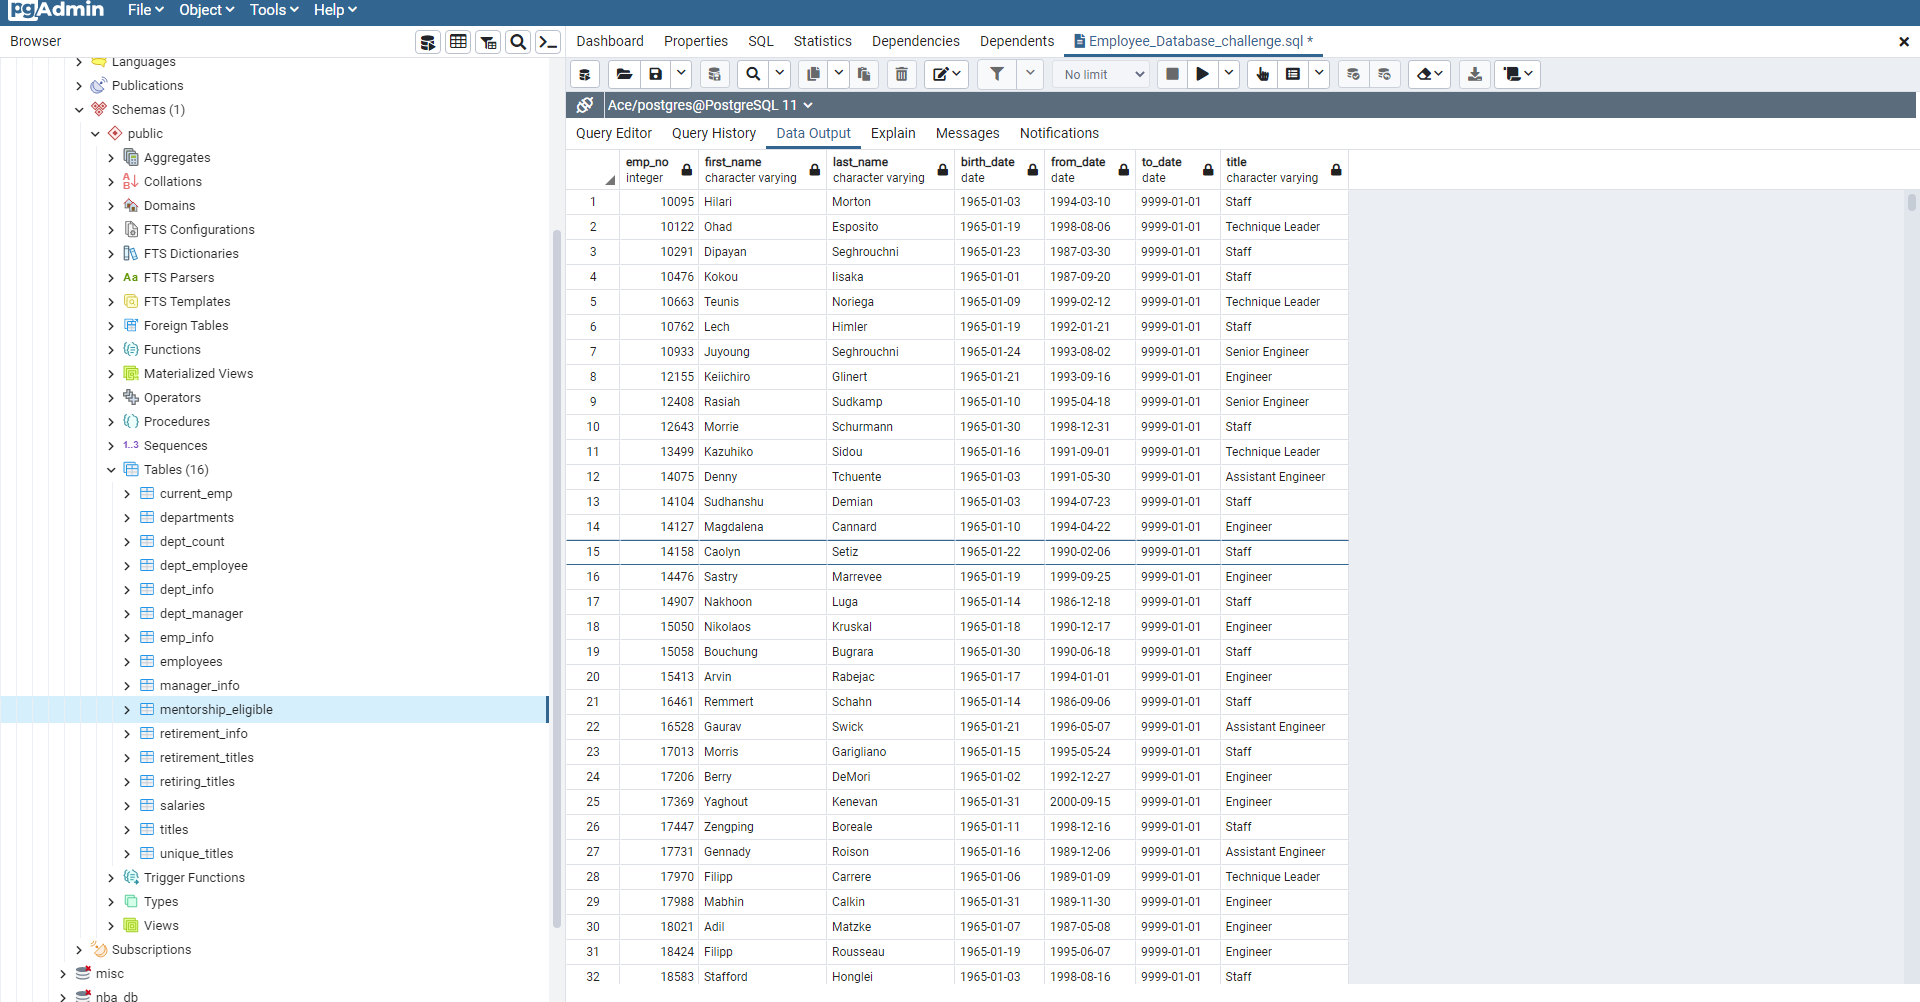 pgAdmin File Object Tools Help
Browser
Dashboard Properties SQL Statistics Dependencies Dependents Employee_Database_challenge.sql *
No limit
Ace/postgres@PostgreSQL 11
Query Editor Query History Data Output Explain Messages Notifications
Languages
Publications
Schemas (1)
public
Aggregates
Collations
Domains
FTS Configurations
FTS Dictionaries
Aa FTS Parsers
FTS Templates
Foreign Tables
Functions
Materialized Views
Operators
Procedures
1..3 Sequences
Tables (16)
current_emp
departments
dept_count
dept_employee
dept_info
dept_manager
emp_info
employees
manager_info
mentorship_eligible
retirement_info
retirement_titles
retiring_titles
salaries
titles
unique_titles
Trigger Functions
Types
Views
Subscriptions
misc
nba_db
emp_no first_name last_name birth_date from_date to_date title
integer character varying character varying date date date character varying
1 10095 Hilari Morton 1965-01-03 1994-03-10 9999-01-01 Staff
2 10122 Ohad Esposito 1965-01-19 1998-08-06 9999-01-01 Technique Leader
3 10291 Dipayan Seghrouchni 1965-01-23 1987-03-30 9999-01-01 Staff
4 10476 Kokou Iisaka 1965-01-01 1987-09-20 9999-01-01 Staff
5 10663 Teunis Noriega 1965-01-09 1999-02-12 9999-01-01 Technique Leader
6 10762 Lech Himler 1965-01-19 1992-01-21 9999-01-01 Staff
7 10933 Juyoung Seghrouchni 1965-01-24 1993-08-02 9999-01-01 Senior Engineer
8 12155 Keiichiro Glinert 1965-01-21 1993-09-16 9999-01-01 Engineer
9 12408 Rasiah Sudkamp 1965-01-10 1995-04-18 9999-01-01 Senior Engineer
10 12643 Morrie Schurmann 1965-01-30 1998-12-31 9999-01-01 Staff
11 13499 Kazuhiko Sidou 1965-01-16 1991-09-01 9999-01-01 Technique Leader
12 14075 Denny Tchuente 1965-01-03 1991-05-30 9999-01-01 Assistant Engineer
13 14104 Sudhanshu Demian 1965-01-03 1994-07-23 9999-01-01 Staff
14 14127 Magdalena Cannard 1965-01-10 1994-04-22 9999-01-01 Engineer
15 14158 Caolyn Setiz 1965-01-22 1990-02-06 9999-01-01 Staff
16 14476 Sastry Marrevee 1965-01-19 1999-09-25 9999-01-01 Engineer
17 14907 Nakhoon Luga 1965-01-14 1986-12-18 9999-01-01 Staff
18 15050 Nikolaos Kruskal 1965-01-18 1990-12-17 9999-01-01 Engineer
19 15058 Bouchung Bugrara 1965-01-30 1990-06-18 9999-01-01 Staff
20 15413 Arvin Rabejac 1965-01-17 1994-01-01 9999-01-01 Engineer
21 16461 Remmert Schahn 1965-01-14 1986-09-06 9999-01-01 Staff
22 16528 Gaurav Swick 1965-01-21 1996-05-07 9999-01-01 Assistant Engineer
23 17013 Morris Garigliano 1965-01-15 1995-05-24 9999-01-01 Staff
24 17206 Berry DeMori 1965-01-02 1992-12-27 9999-01-01 Engineer
25 17369 Yaghout Kenevan 1965-01-31 2000-09-15 9999-01-01 Engineer
26 17447 Zengping Boreale 1965-01-11 1998-12-16 9999-01-01 Staff
27 17731 Gennady Roison 1965-01-16 1989-12-06 9999-01-01 Assistant Engineer
28 17970 Filipp Carrere 1965-01-06 1989-01-09 9999-01-01 Technique Leader
29 17988 Mabhin Calkin 1965-01-31 1989-11-30 9999-01-01 Engineer
30 18021 Adil Matzke 1965-01-07 1987-05-08 9999-01-01 Engineer
31 18424 Filipp Rousseau 1965-01-19 1995-06-07 9999-01-01 Engineer
32 18583 Stafford Honglei 1965-01-03 1998-08-16 9999-01-01 Staff